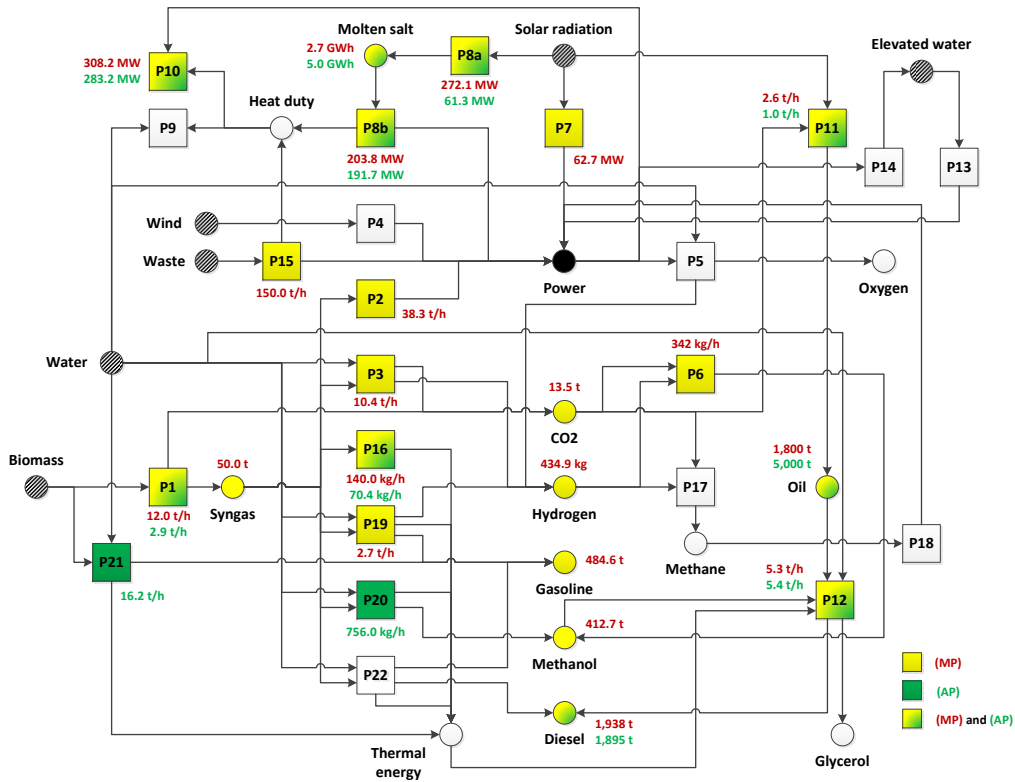 Molten salt
Solar radiation
Elevated water
2.7 GWh
5.0 GWh
P8a
308.2 MW
283.2 MW
P10
272.1 MW
61.3 MW
2.6 t/h
1.0 t/h
Heat duty
P9
P8b
P7
P11
203.8 MW
191.7 MW
62.7 MW
P14
P13
Wind
P4
Waste
P15
P5
150.0 t/h
Power
Oxygen
P2
38.3 t/h
342 kg/h
Water
P3
P6
10.4 t/h
13.5 t
CO2
P16
1,800 t
5,000 t
Biomass
50.0 t
434.9 kg
140.0 kg/h
70.4 kg/h
P1
Syngas
Hydrogen
P17
Oil
12.0 t/h
2.9 t/h
P19
P18
2.7 t/h
484.6 t
Methane
P21
Gasoline
5.3 t/h
5.4 t/h
16.2 t/h
P20
P12
756.0 kg/h
412.7 t
Methanol
P22
(MP)
(AP)
(MP) and (AP)
1,938 t
1,895 t
Diesel
Thermal
energy
Glycerol